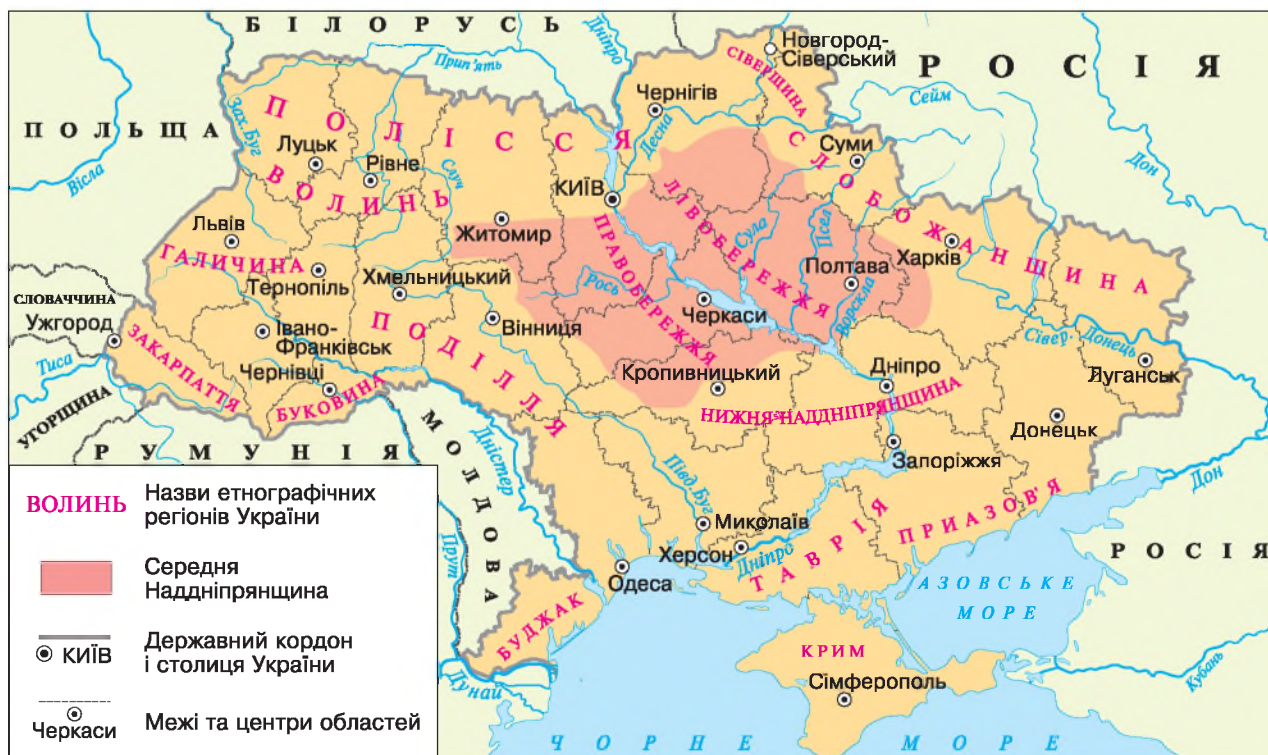 БІЛОРУСЬ
РОСІЯ
ПОЛЬЩА
СЛОВАЧЧИНА
УГОРЩИНА
РУМУНІЯ
МОЛДОВА
РОСІЯ
Дніпро
Прип’ять
Новгород-
Сіверський
СІВЕРЩИНА
Чернігів
Десна
Сейм
Дон
Вісла
Зах. Буг
ПОЛІССЯ
Луцьк
Рівне
Случ
ВОЛИНЬ
КИЇВ
Суми
СЛОБОЖАНЩИНА
ЛІВОБЕРЕЖЖЯ
ПРАВОБЕРЕЖЖЯ
Житомир
Львів
ГАЛИЧИНА
Тернопіль
Хмельницький
Сула
Псел
Полтава
Ворскла
Харків
Рось
Черкаси
Вінниця
Ужгород
ЗАКАРПАТТЯ
Тиса
Івано-
Франківськ
Чернівці
БУКОВИНА
ПОДІЛЛЯ
Кропивницький
Дніпро
НИЖНЯ НАДДНІПРЯНЩИНА
Сівер. Донець
Луганськ
Донецьк
Запоріжжя
Дністер
Півд. Буг
Прут
Миколаїв
Херсон
Дніпро
ТАВРІЯ
ПРИАЗОВ’Я
Дон
Одеса
БУДЖАК
Дунай
АЗОВСЬКЕ
МОРЕ
КРИМ
Сімферополь
Кубань
ЧОРНЕ МОРЕ
ВОЛИНЬ
Назви етнографічних
регіонів України
Середня
Наддніпрянщина
КИЇВ
Державний кордон
і столиця України
Черкаси
Межі та центри областей